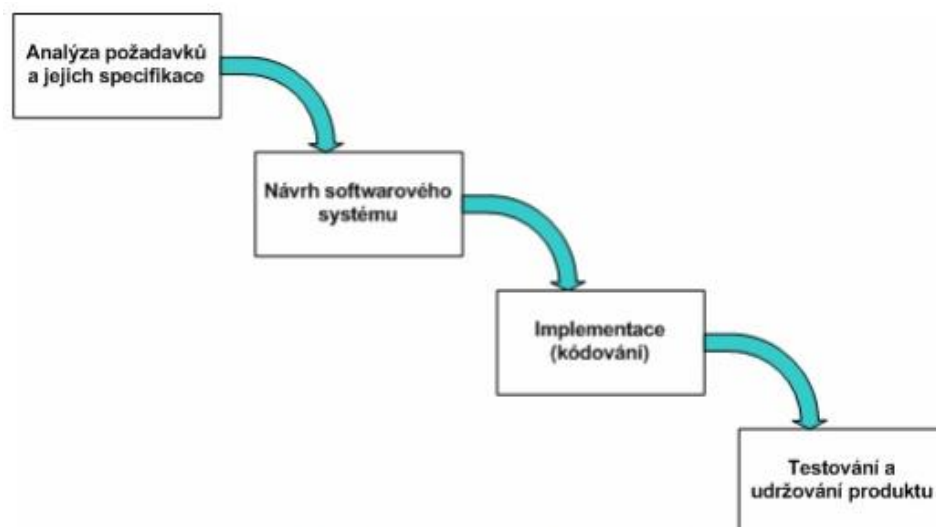 Analýza požadavků
a jejich specifikace
Návrh softwarového
systému
Implementace
(kódování)
Testování a
udržování produktu